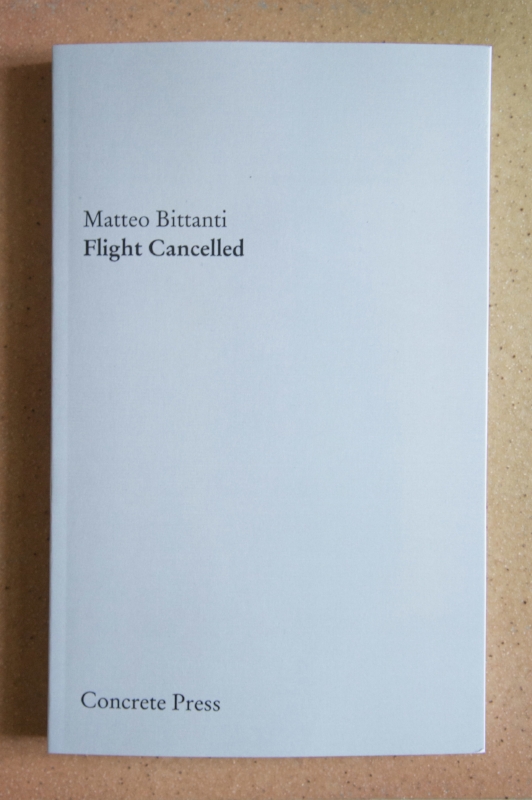 Matteo Bittanti
Flight Cancelled
Concrete Press